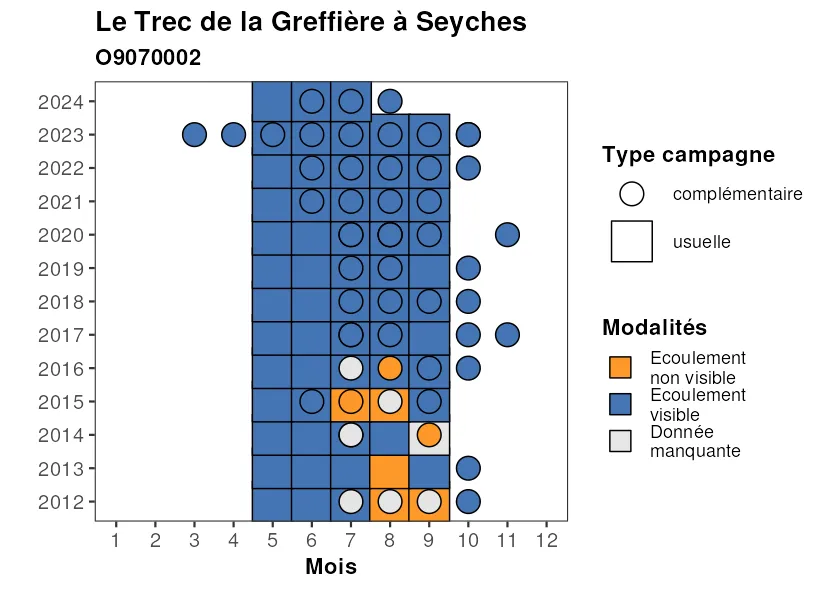 Le Trec de la Greffière à Seyches
O9070002
2024
2023
2022
2021
2020
2019
2018
2017
2016
2015
2014
2013
2012
1 2 3 4 5 6 7 8 9 10 11 12
Mois
Type campagne
complémentaire
usuelle
Modalités
Ecoulement
non visible
Ecoulement
visible
Donnée
manquante